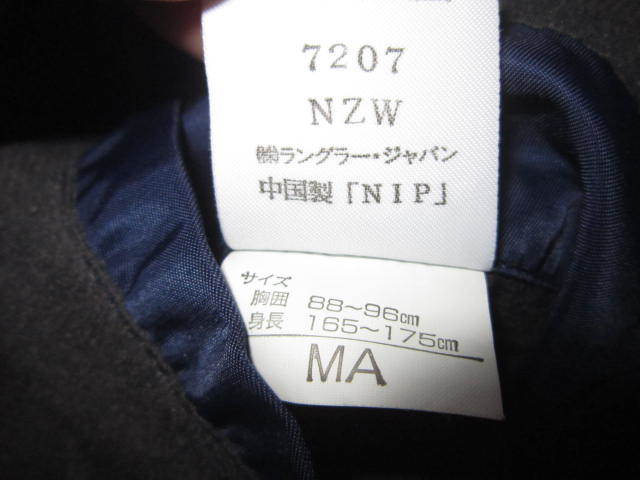 7207
NZW
㈱ラングラー・ジャパン
中国製「NIP」
サイズ
胸囲 88～96cm
身長 165～175cm
MA